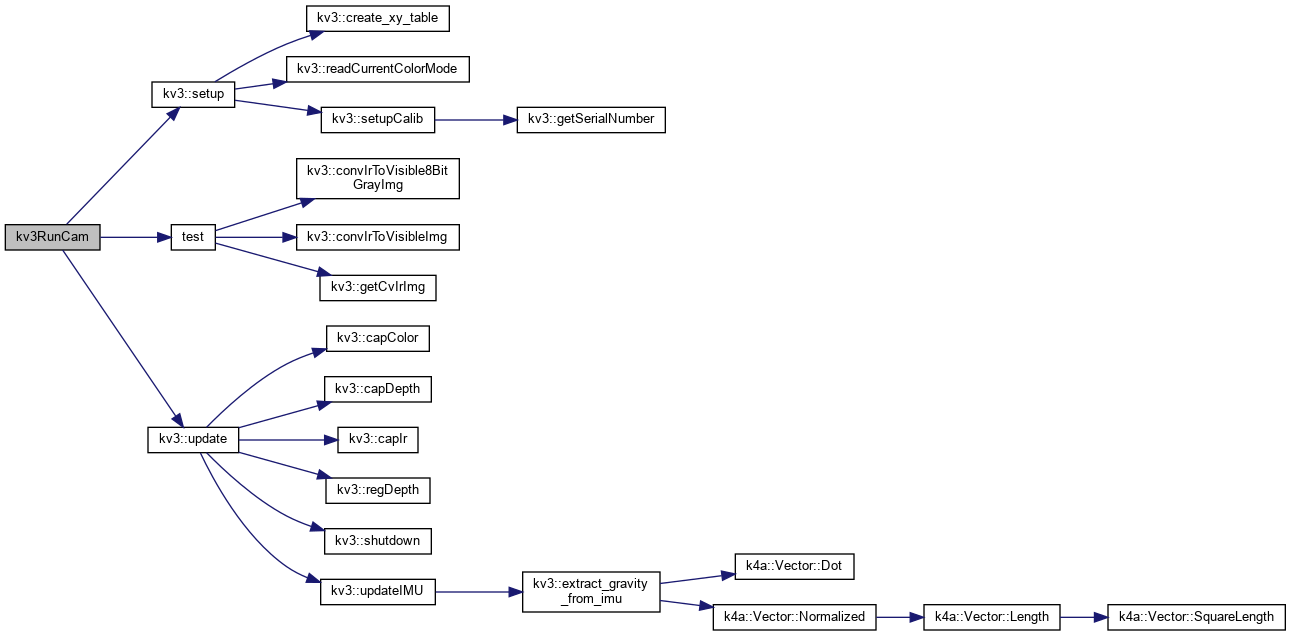 kv3::create_xy_table
kv3::readCurrentColorMode
kv3::setup
kv3::setupCalib
kv3::getSerialNumber
kv3::convIrToVisible8Bit
GrayImg
kv3RunCam
test
kv3::convIrToVisibleImg
kv3::getCvIrImg
kv3::capColor
kv3::capDepth
kv3::update
kv3::capIr
kv3::regDepth
kv3::shutdown
kv3::updateIMU
kv3::extract_gravity
_from_imu
k4a::Vector::Dot
k4a::Vector::Normalized
k4a::Vector::Length
k4a::Vector::SquareLength